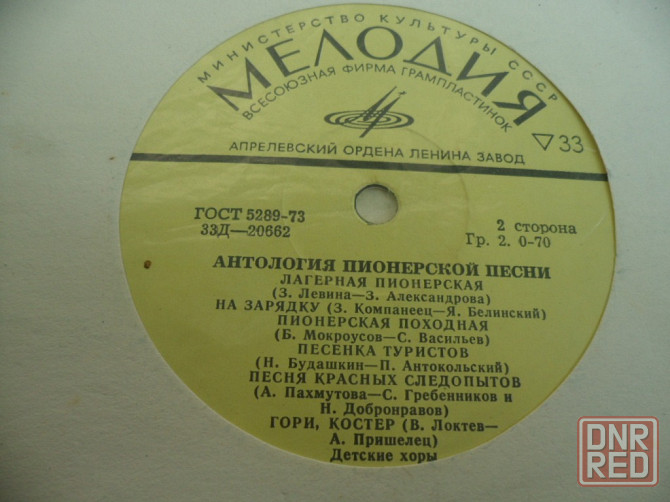 МИНИСТЕРСТВО КУЛЬТУРЫ СССР
МЕЛОДИЯ
ВСЕСОЮЗНАЯ ФИРМА ГРАМПЛАСТИНОК
АПРЕЛЕВСКИЙ ОРДЕНА ЛЕНИНА ЗАВОД
▽33
ГОСТ 5289-73
33Д—20662
2 сторона
Гр. 2. 0-70
АНТОЛОГИЯ ПИОНЕРСКОЙ ПЕСНИ
ЛАГЕРНАЯ ПИОНЕРСКАЯ
(З. Левина—З. Александрова)
НА ЗАРЯДКУ (З. Компанеец—Я. Белинский)
ПИОНЕРСКАЯ ПОХОДНАЯ
(Б. Мокроусов—С. Васильев)
ПЕСЕНКА ТУРИСТОВ
(Н. Будашкин—П. Антокольский)
ПЕСНЯ КРАСНЫХ СЛЕДОПЫТОВ
(А. Пахмутова—С. Гребенников и
Н. Добронравов)
ГОРИ, КОСТЕР (В. Локтев—
А. Пришелец)
Детские хоры
DNR
RED